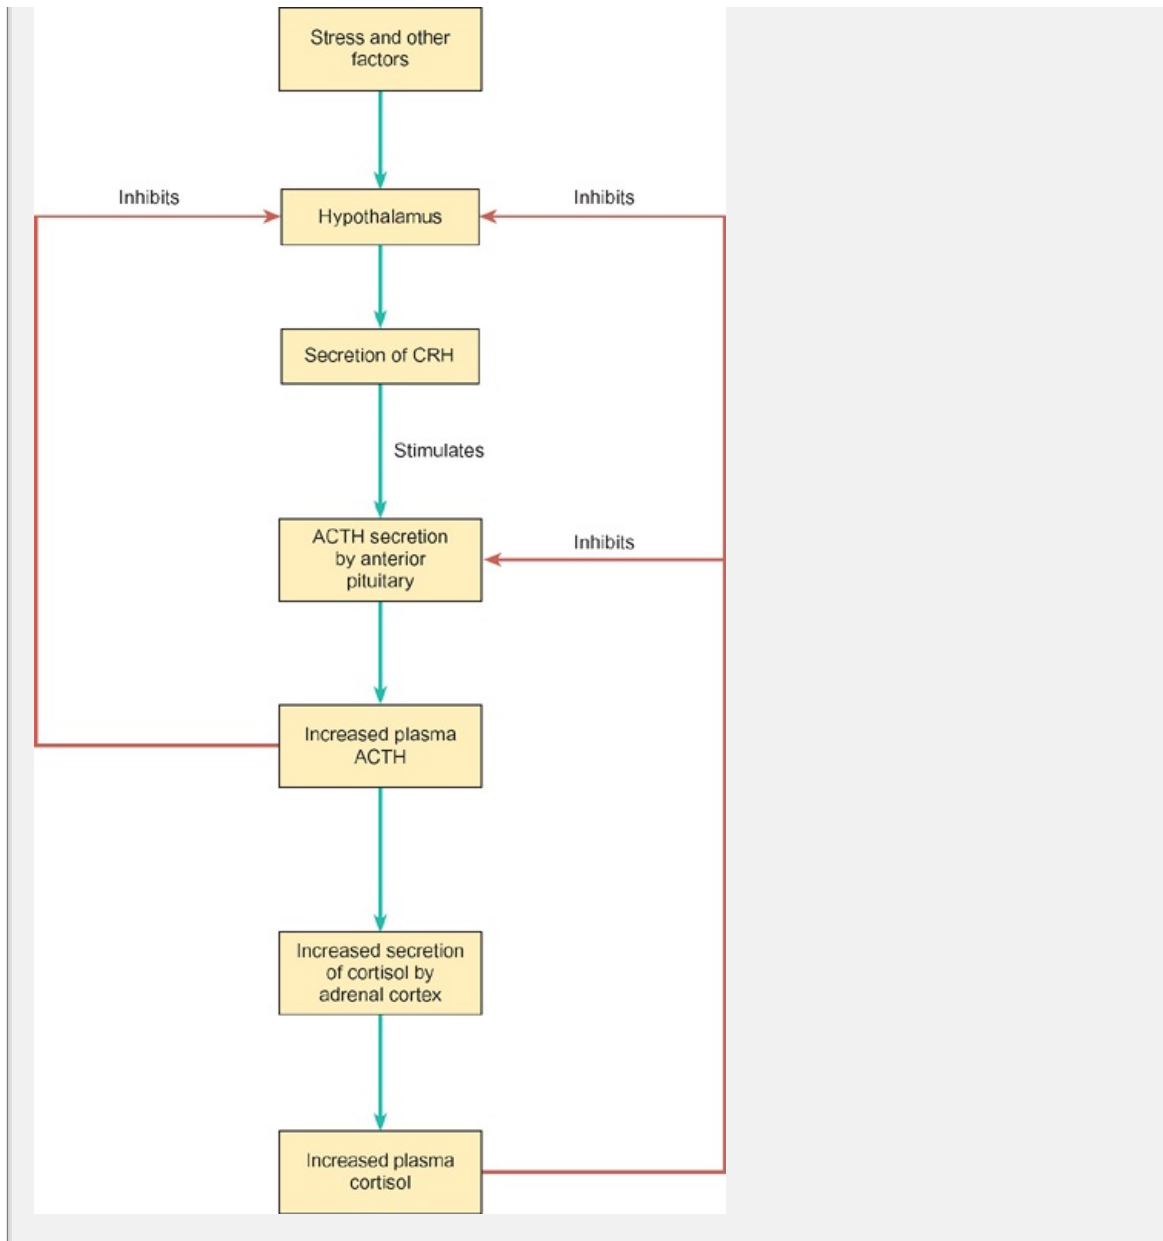 Stress and other
factors
Inhibits
Inhibits
Hypothalamus
Secretion of CRH
Stimulates
ACTH secretion
by anterior
pituitary
Inhibits
Increased plasma
ACTH
Increased secretion
of cortisol by
adrenal cortex
Increased plasma
cortisol